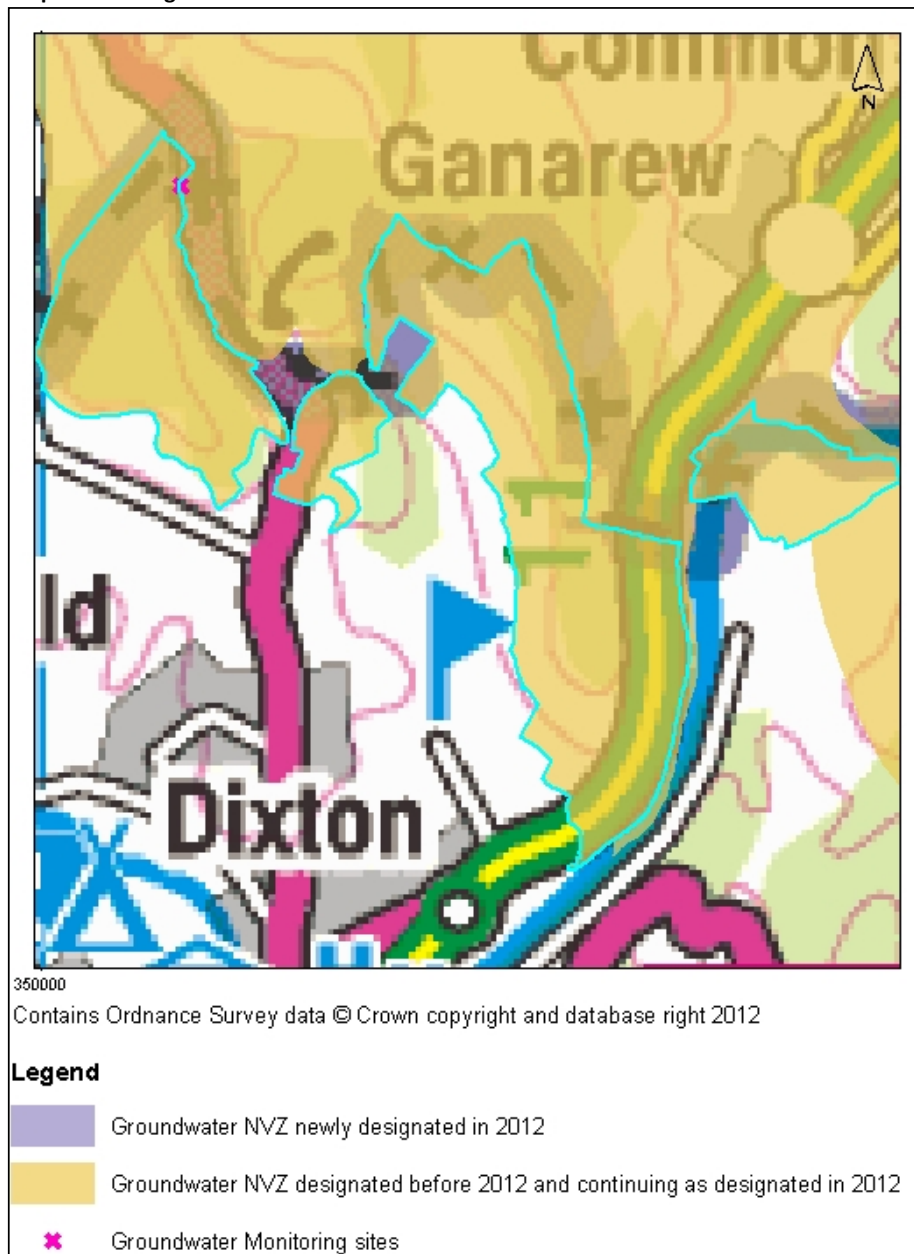 Common
N
Ganarew
ld
Dixton
350000
Contains Ordnance Survey data © Crown copyright and database right 2012
Legend
Groundwater NVZ newly designated in 2012
Groundwater NVZ designated before 2012 and continuing as designated in 2012
Groundwater Monitoring sites